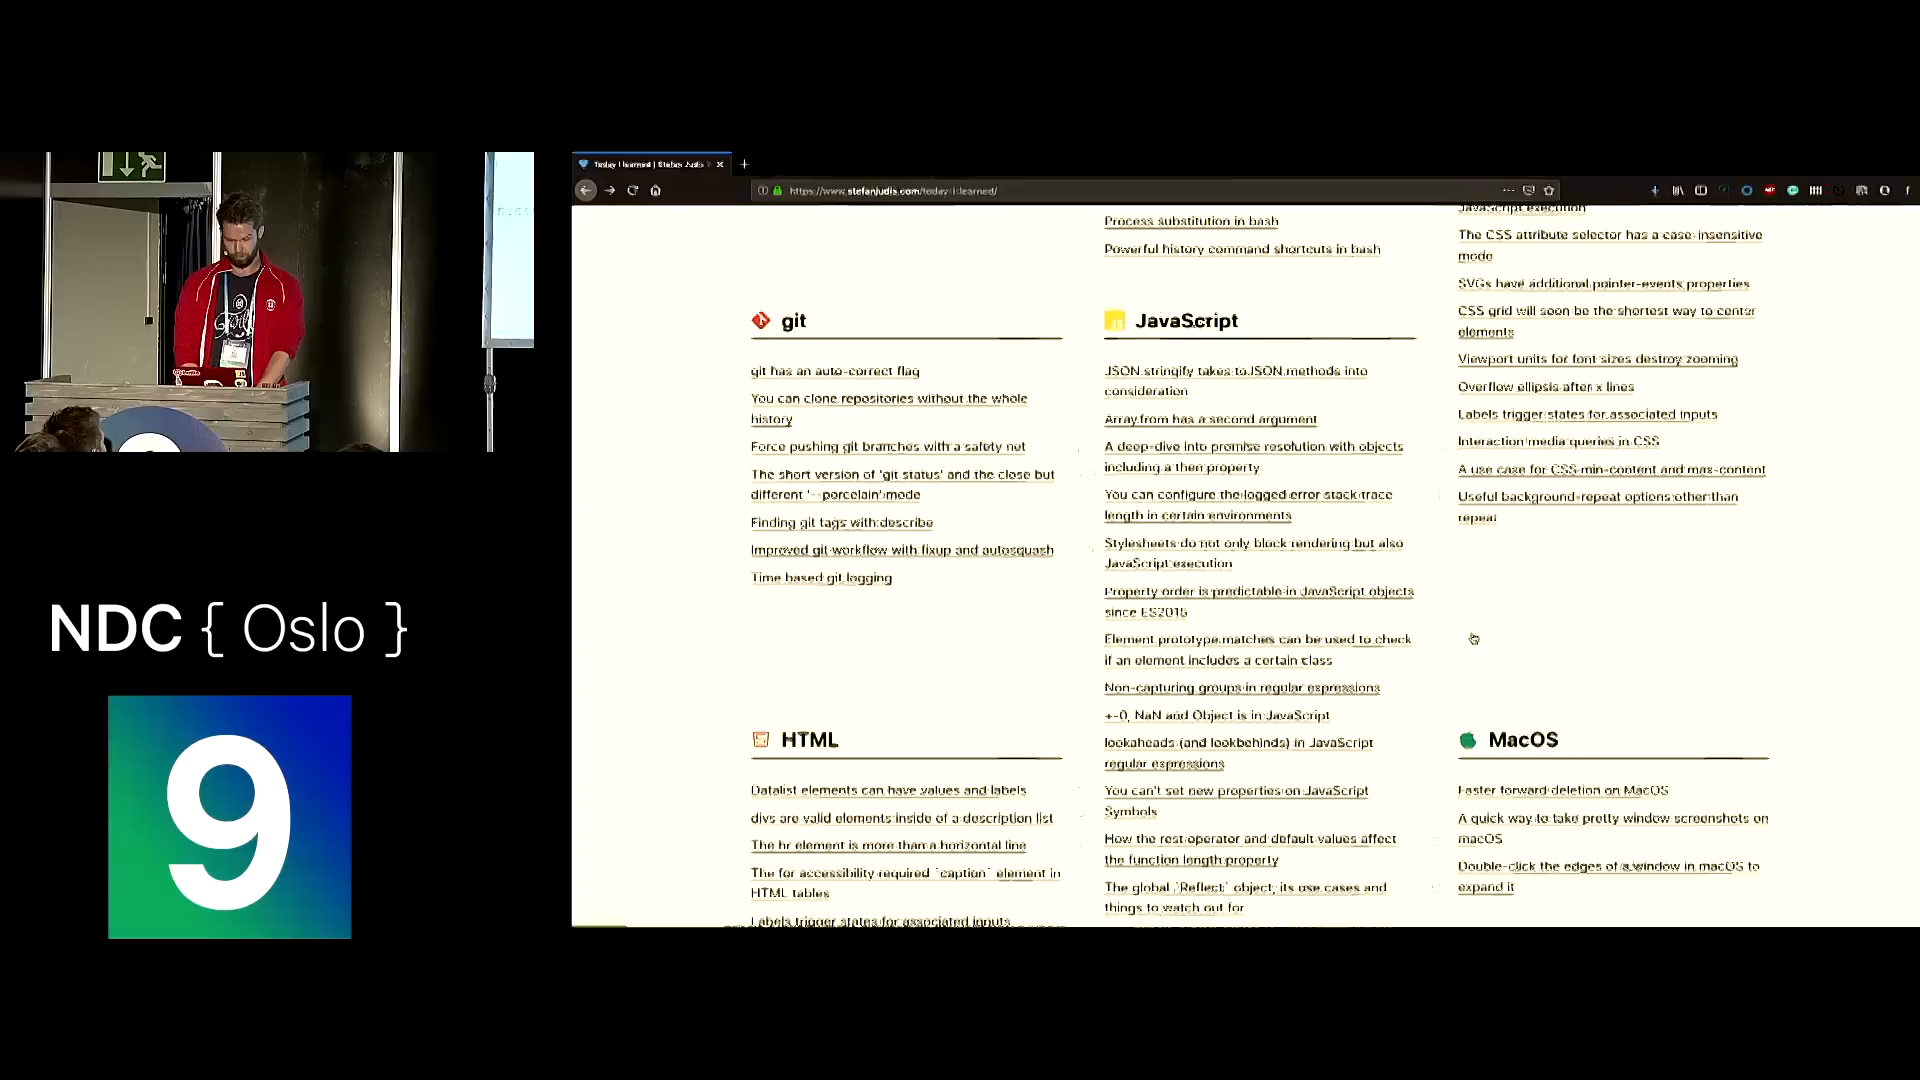 Today I learned | Stefan Judis
https://www.stefanjudis.com/today-i-learned/
Process substitution in bash
Powerful history command shortcuts in bash
git
git has an auto-correct flag
You can clone repositories without the whole
history
Force pushing git branches with a safety net
The short version of 'git status' and the close but
different '--porcelain' mode
Finding git tags with describe
Improved git workflow with fixup and autosquash
Time based git logging
HTML
Datalist elements can have values and labels
divs are valid elements inside of a description list
The hr element is more than a horizontal line
The for accessibility required `caption` element in
HTML tables
Labels trigger states for associated inputs
JS JavaScript
JSON.stringify takes toJSON methods into
consideration
Array.from has a second argument
A deep-dive into promise resolution with objects
including a then property
You can configure the logged error stack trace
length in certain environments
Stylesheets do not only block rendering but also
JavaScript execution
Property order is predictable in JavaScript objects
since ES2015
Element.prototype.matches can be used to check
if an element includes a certain class
Non-capturing groups in regular expressions
+-0, NaN and Object.is in JavaScript
lookaheads (and lookbehinds) in JavaScript
regular expressions
You can't set new properties on JavaScript
Symbols
How the rest operator and default values affect
the function length property
The global `Reflect` object, its use cases and
things to watch out for
JavaScript execution
The CSS attribute selector has a case-insensitive
mode
SVGs have additional pointer-events properties
CSS grid will soon be the shortest way to center
elements
Viewport units for font sizes destroy zooming
Overflow ellipsis after x lines
Labels trigger states for associated inputs
Interaction media queries in CSS
A use case for CSS min-content and max-content
Useful background-repeat options other than
repeat
MacOS
Faster forward deletion on MacOS
A quick way to take pretty window screenshots on
macOS
Double-click the edges of a window in macOS to
expand it
NDC { Oslo }
9